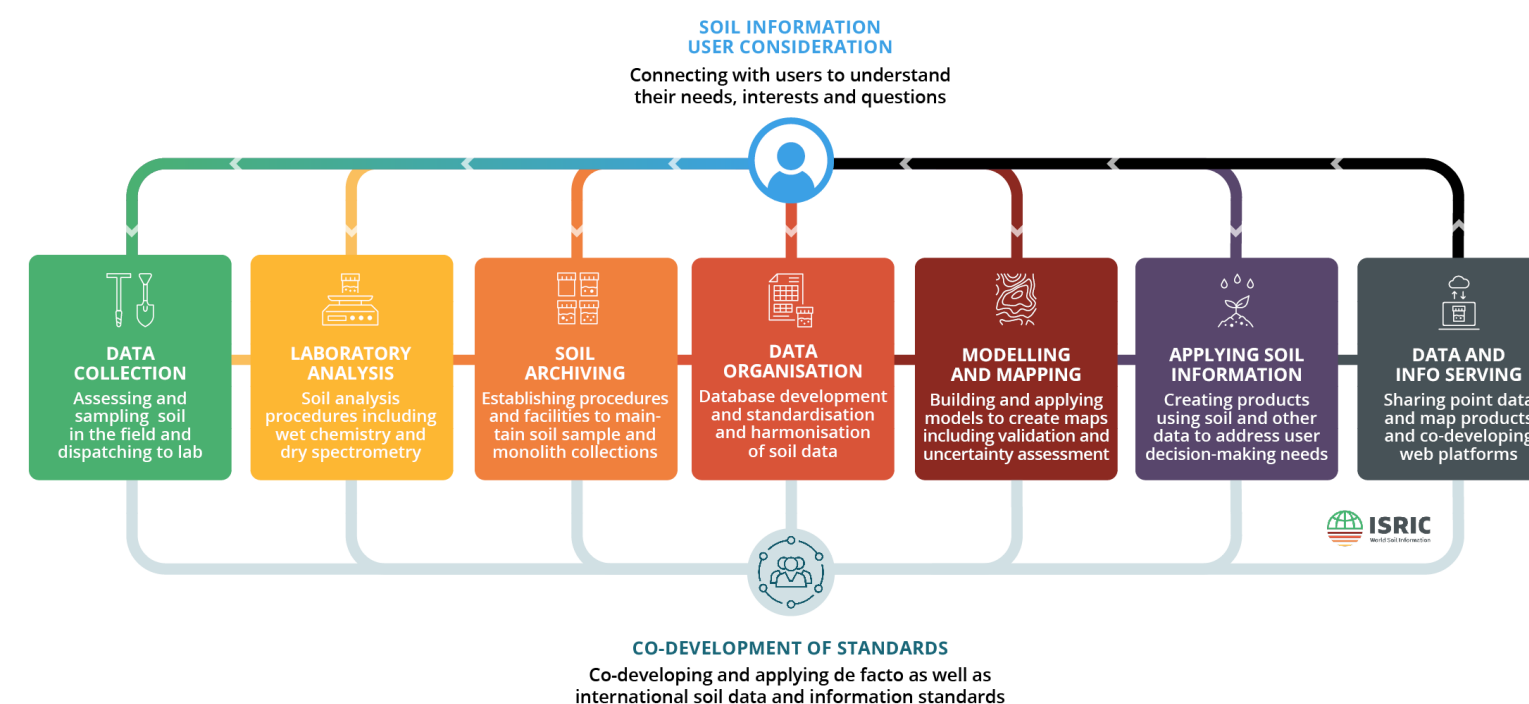 SOIL INFORMATION
USER CONSIDERATION
Connecting with users to understand
their needs, interests and questions
DATA
COLLECTION
Assessing and
sampling soil
in the field and
dispatching to lab
LABORATORY
ANALYSIS
Soil analysis
procedures including
wet chemistry and
dry spectrometry
SOIL
ARCHIVING
Establishing procedures
and facilities to main-
tain soil sample and
monolith collections
DATA
ORGANISATION
Database development
and standardisation
and harmonisation
of soil data
MODELLING
AND MAPPING
Building and applying
models to create maps
including validation and
uncertainty assessment
APPLYING SOIL
INFORMATION
Creating products
using soil and other
data to address user
decision-making needs
DATA AND
INFO SERVING
Sharing point data
and map products
and co-developing
web platforms
ISRIC
World Soil Information
CO-DEVELOPMENT OF STANDARDS
Co-developing and applying de facto as well as
international soil data and information standards